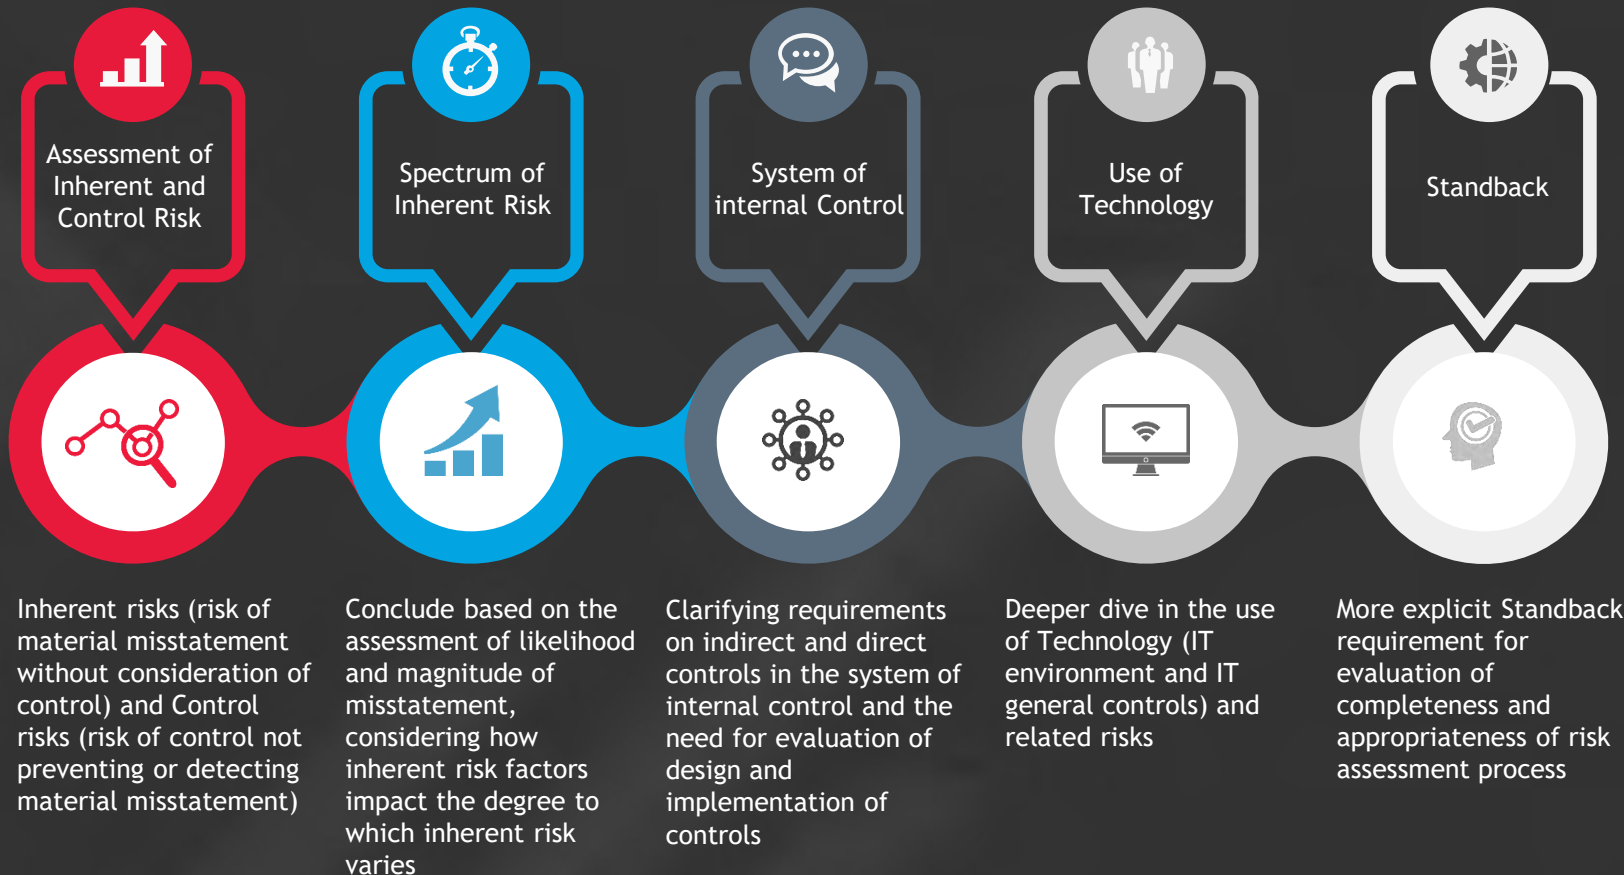 Assessment of
Inherent and
Control Risk
Spectrum of
Inherent Risk
System of
internal Control
Use of
Technology
Standback
Inherent risks (risk of
material misstatement
without consideration of
control) and Control
risks (risk of control not
preventing or detecting
material misstatement)
Conclude based on the
assessment of likelihood
and magnitude of
misstatement,
considering how
inherent risk factors
impact the degree to
which inherent risk
varies
Clarifying requirements
on indirect and direct
controls in the system of
internal control and the
need for evaluation of
design and
implementation of
controls
Deeper dive in the use
of Technology (IT
environment and IT
general controls) and
related risks
More explicit Standback
requirement for
evaluation of
completeness and
appropriateness of risk
assessment process